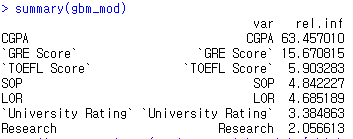 > summary(gbm_mod)
var rel.inf
CGPA CGPA 63.457010
`GRE Score` `GRE Score` 15.670815
`TOEFL Score` `TOEFL Score` 5.903283
SOP SOP 4.842227
LOR LOR 4.685189
`University Rating` `University Rating` 3.384863
Research Research 2.056613